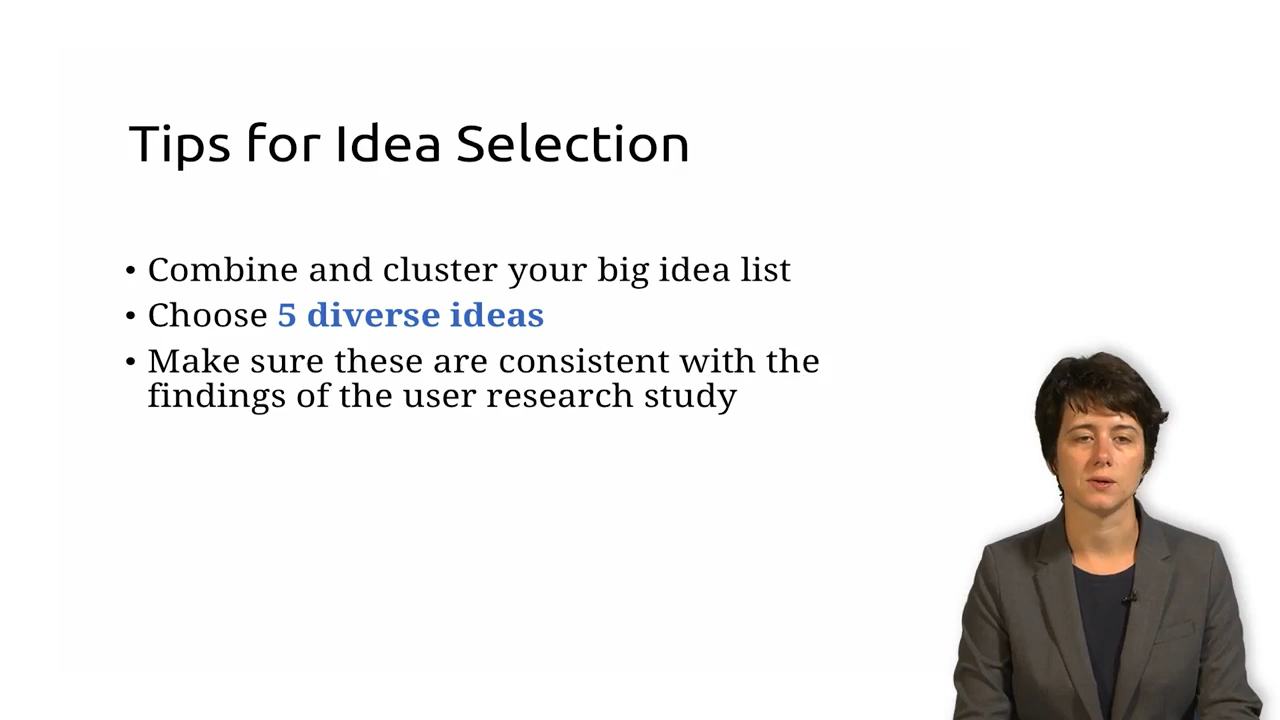 Tips for Idea Selection
• Combine and cluster your big idea list
• Choose 5 diverse ideas
• Make sure these are consistent with the
findings of the user research study